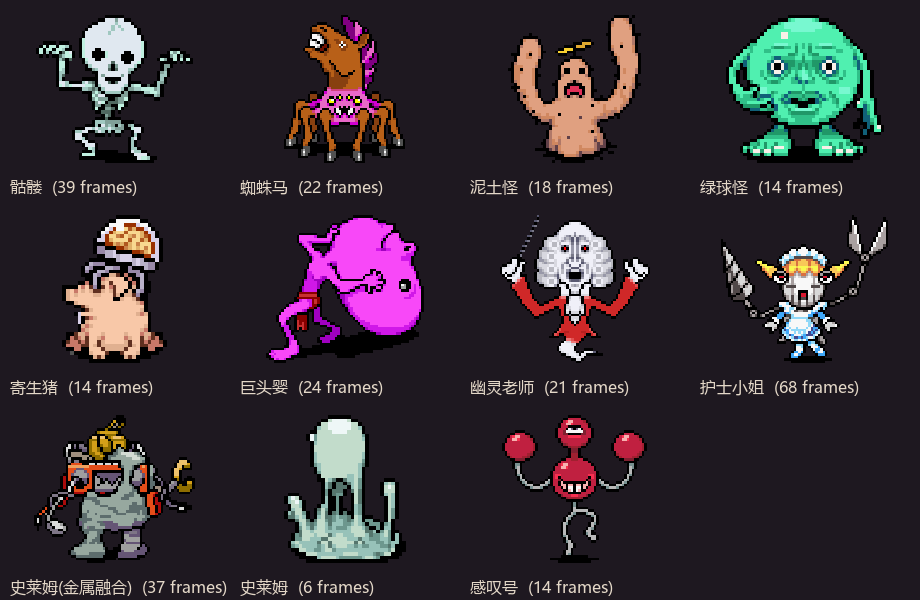 骷髅 (39 frames)
蜘蛛马 (22 frames)
泥土怪 (18 frames)
绿球怪 (14 frames)
寄生猪 (14 frames)
巨头婴 (24 frames)
H
幽灵老师 (21 frames)
护士小姐 (68 frames)
史莱姆(金属融合) (37 frames)
史莱姆 (6 frames)
感叹号 (14 frames)